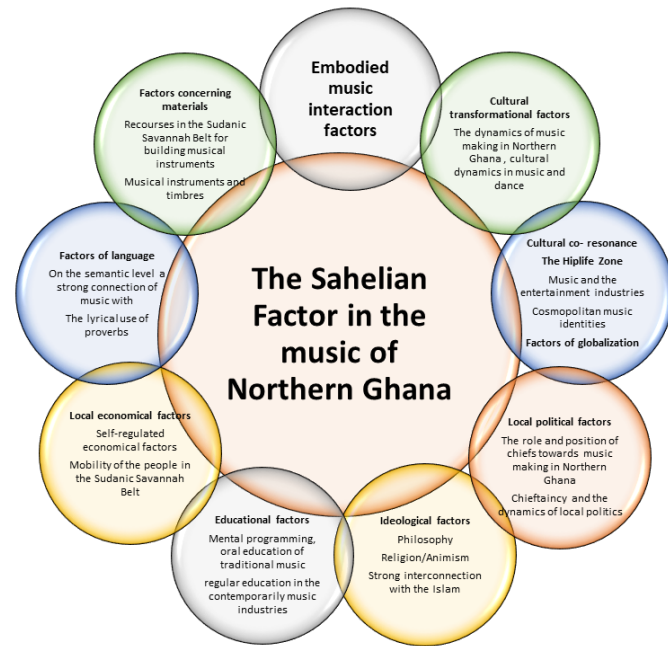 Embodied
music
interaction
factors
Cultural
transformational factors
The dynamics of music
making in Northern
Ghana , cultural
dynamics in music and
dance
Cultural co- resonance
The Hiplife Zone
Music and the
entertainment industries
Cosmopolitan music
identities
Factors of globalization
Local political factors
The role and position of
chiefs towards music
making in Northern
Ghana
Chieftaincy and the
dynamics of local politics
Ideological factors
Philosophy
Religion/Animism
Strong interconnection
with the Islam
Educational factors
Mental programming,
oral education of
traditional music
regular education in the
contemporarily music
industries
Local economical factors
Self-regulated
economical factors
Mobility of the people in
the Sudanic Savannah
Belt
Factors of language
On the semantic level a
strong connection of
music with
The lyrical use of
proverbs
Factors concerning
materials
Recourses in the Sudanic
Savannah Belt for
building musical
instruments
Musical instruments and
timbres
The Sahelian
Factor in the
music of
Northern Ghana